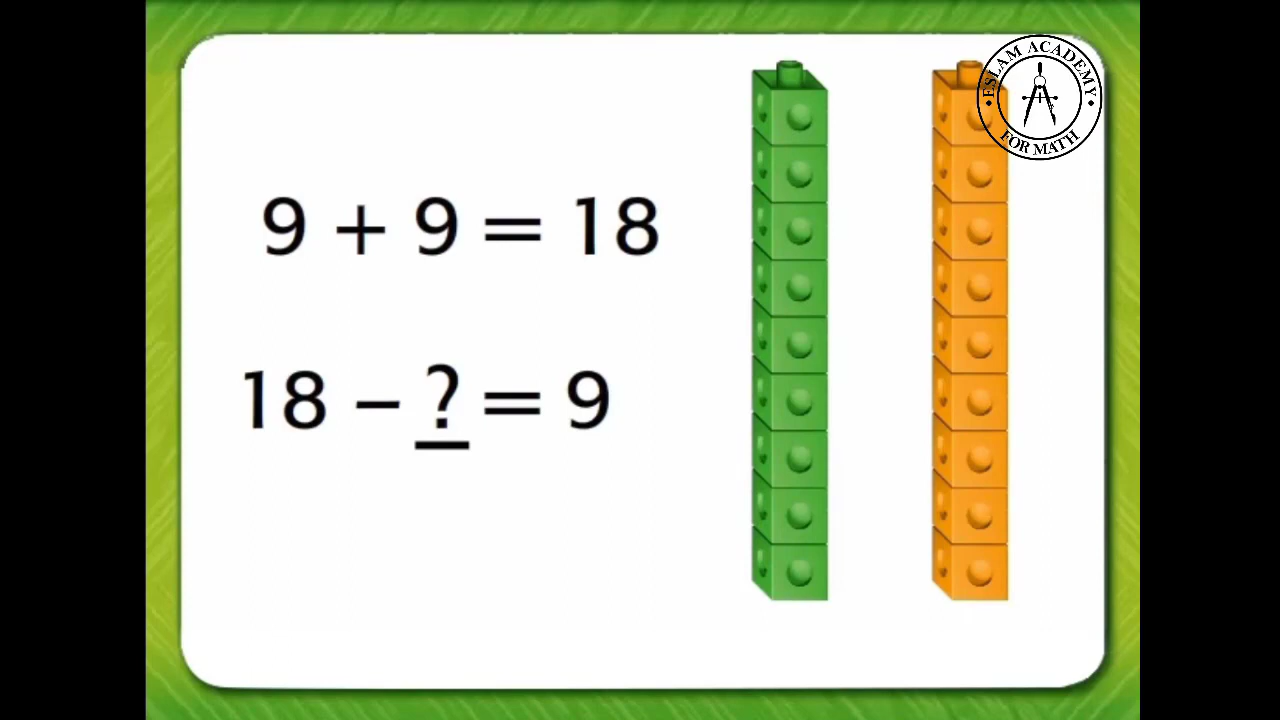 ESLAM ACADEMY
FOR MATH
9 + 9 = 18
18 – ? = 9